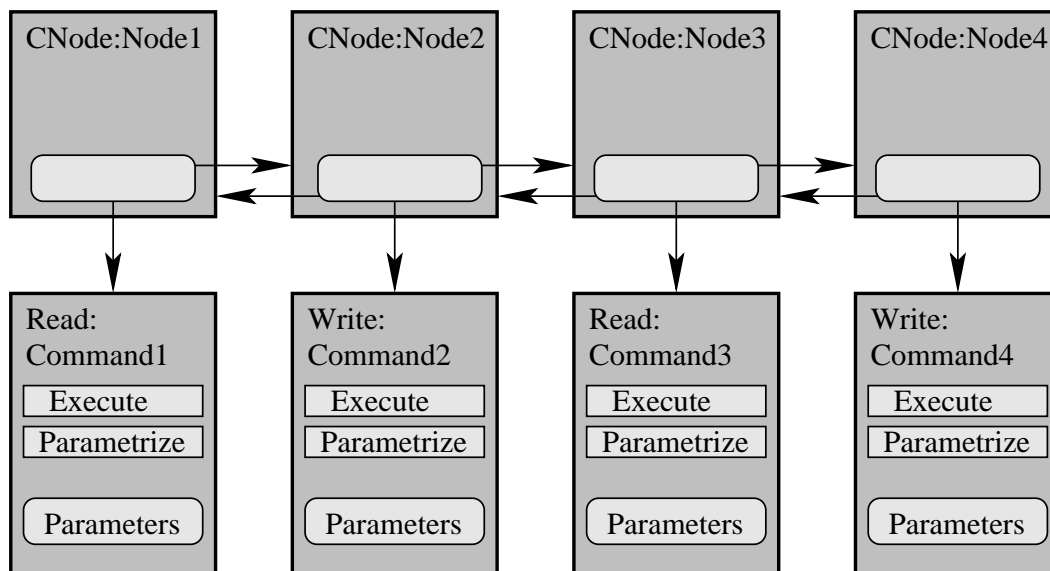 CNode:Node1
CNode:Node2
CNode:Node3
CNode:Node4
Read:
Command1
Execute
Parametrize
Parameters
Write:
Command2
Execute
Parametrize
Parameters
Read:
Command3
Execute
Parametrize
Parameters
Write:
Command4
Execute
Parametrize
Parameters